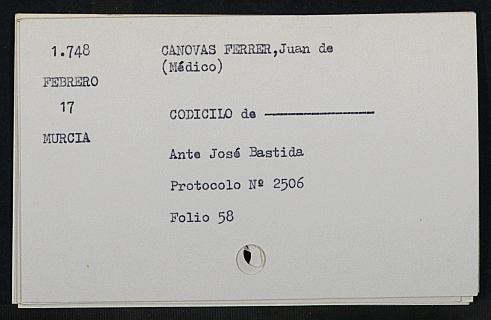 1.748
CANOVAS FERRER,Juan de
(Médico)
FEBRERO
17
CODICILO de ----------------
MURCIA
Ante José Bastida
Protocolo Nº 2506
Folio 58